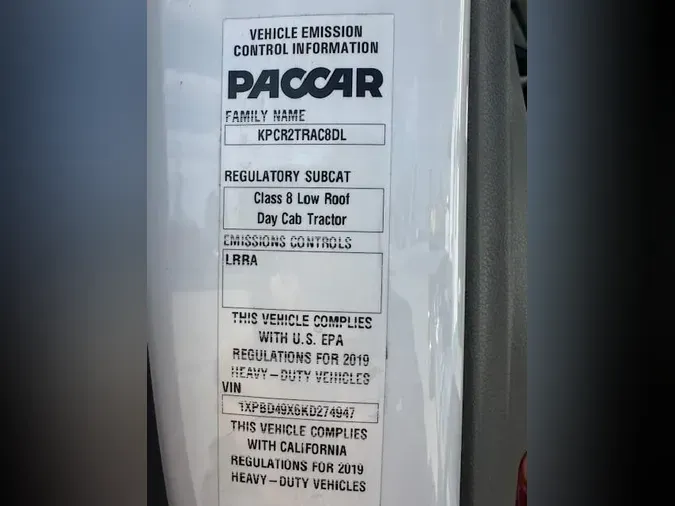 VEHICLE EMISSION
CONTROL INFORMATION
PACCAR
FAMILY NAME
KPCR2TRAC8DL
REGULATORY SUBCAT
Class 8 Low Roof
Day Cab Tractor
EMISSIONS CONTROLS
LRRA
THIS VEHICLE COMPLIES
WITH U.S. EPA
REGULATIONS FOR 2019
HEAVY-DUTY VEHICLES
VIN
1XPBD49X6KD274947
THIS VEHICLE COMPLIES
WITH CALIFORNIA
REGULATIONS FOR 2019
HEAVY-DUTY VEHICLES